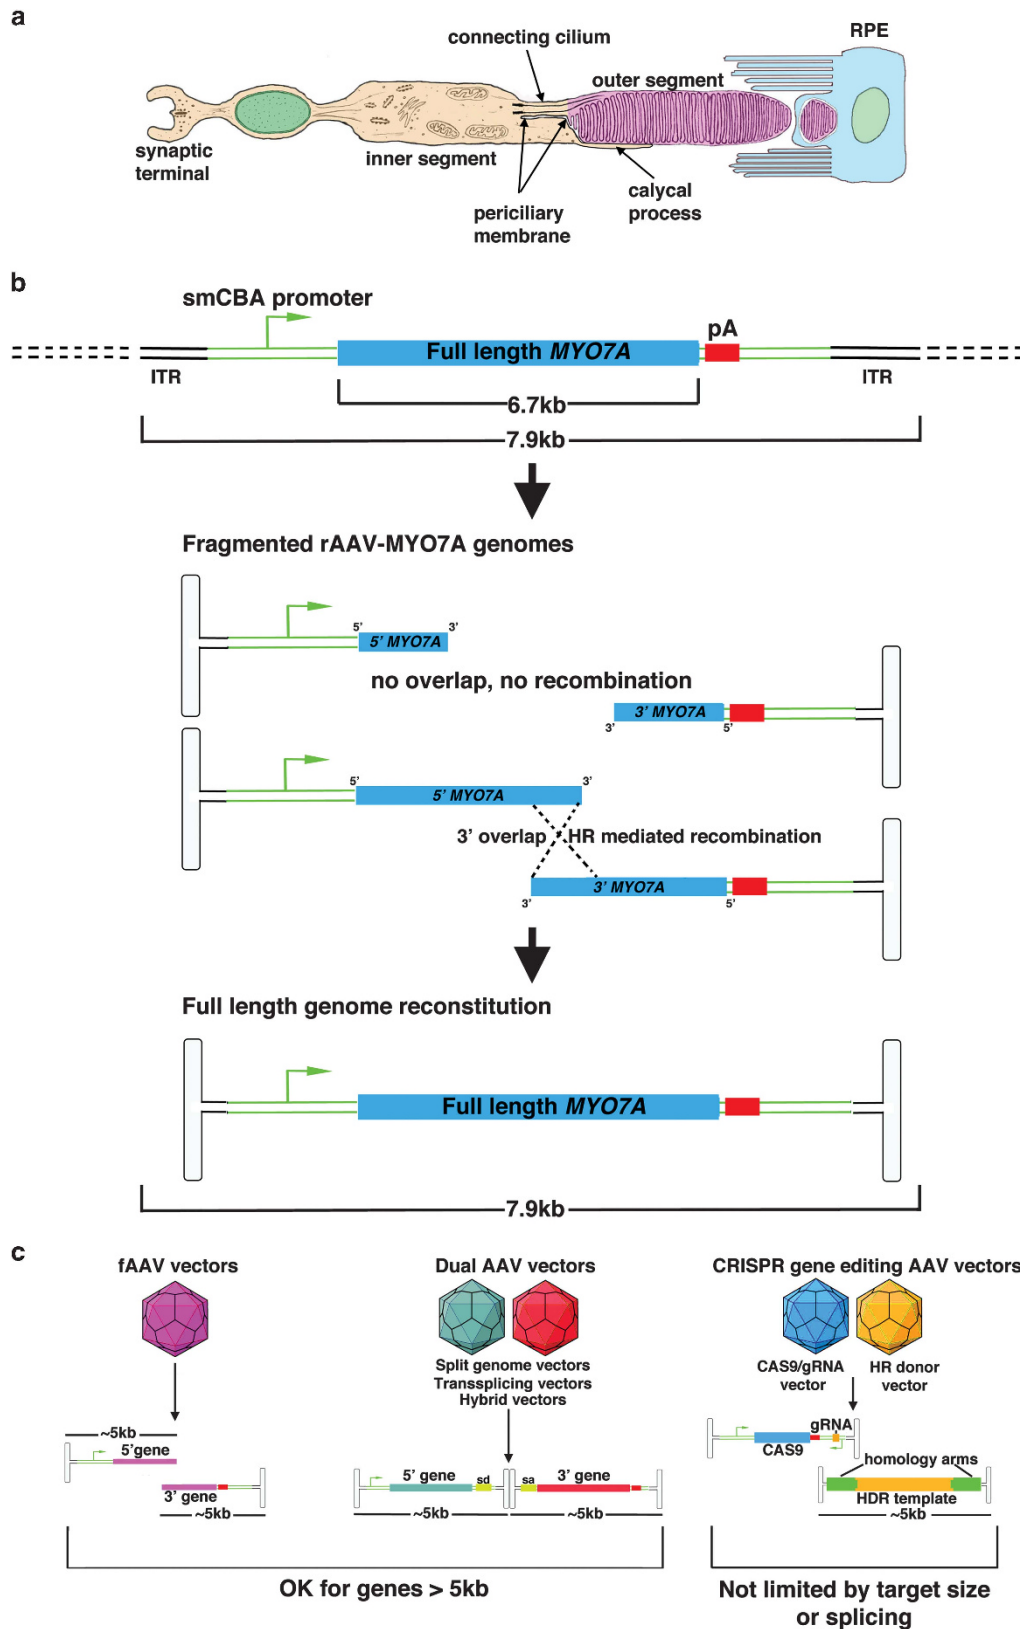 a
RPE
connecting cilium
outer segment
synaptic
terminal
inner segment
periciliary
membrane
calycal
process
b
smCBA promoter
pA
Full length MYO7A
ITR
ITR
6.7kb
7.9kb
Fragmented rAAV-MYO7A genomes
5’
3’
5’ MYO7A
no overlap, no recombination
3’ MYO7A
3’
5’
5’
3’
5’ MYO7A
3’ overlap
HR mediated recombination
3’ MYO7A
3’
5’
Full length genome reconstitution
Full length MYO7A
7.9kb
c
fAAV vectors
Dual AAV vectors
CRISPR gene editing AAV vectors
Split genome vectors
Transsplicing vectors
Hybrid vectors
CAS9/gRNA
vector
HR donor
vector
~5kb
5’gene
3’ gene
~5kb
5’ gene
sd
sa
3’ gene
~5kb
~5kb
gRNA
CAS9
homology arms
HDR template
~5kb
OK for genes > 5kb
Not limited by target size
or splicing